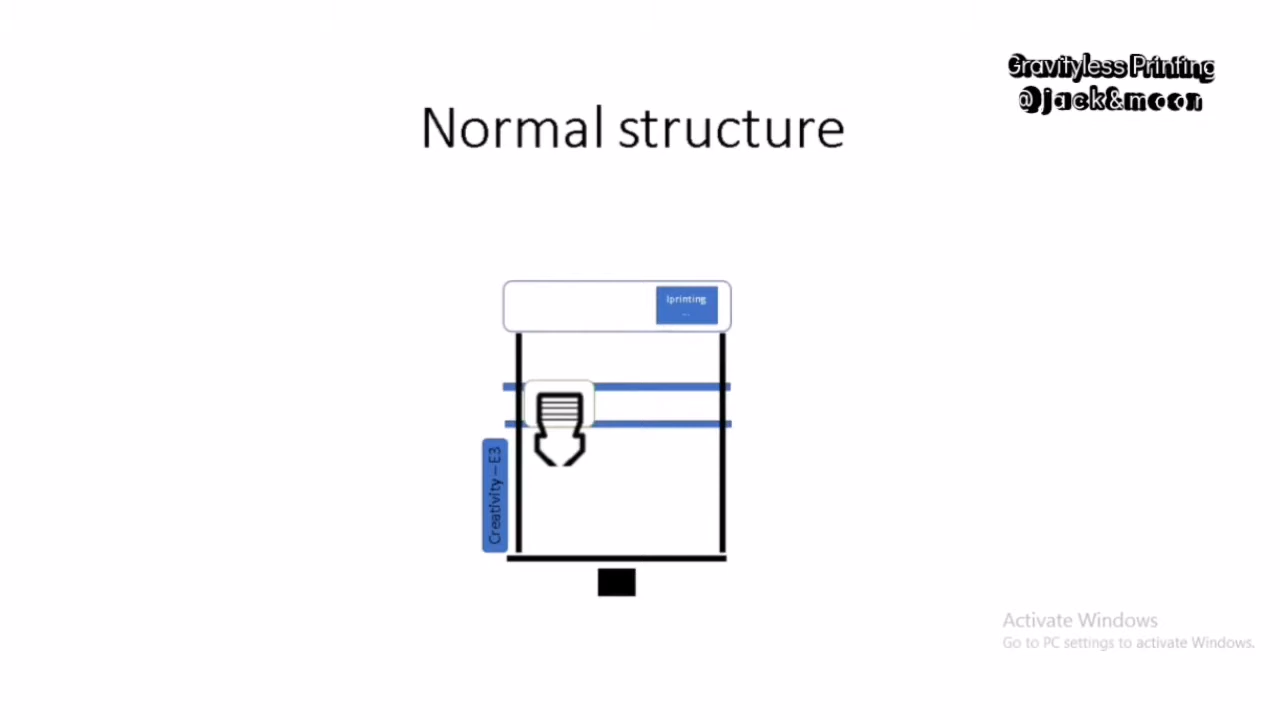 Gravityless Printing
@jack&moon
Normal structure
Iprinting
...
Creativity – E3
Activate Windows
Go to PC settings to activate Windows.